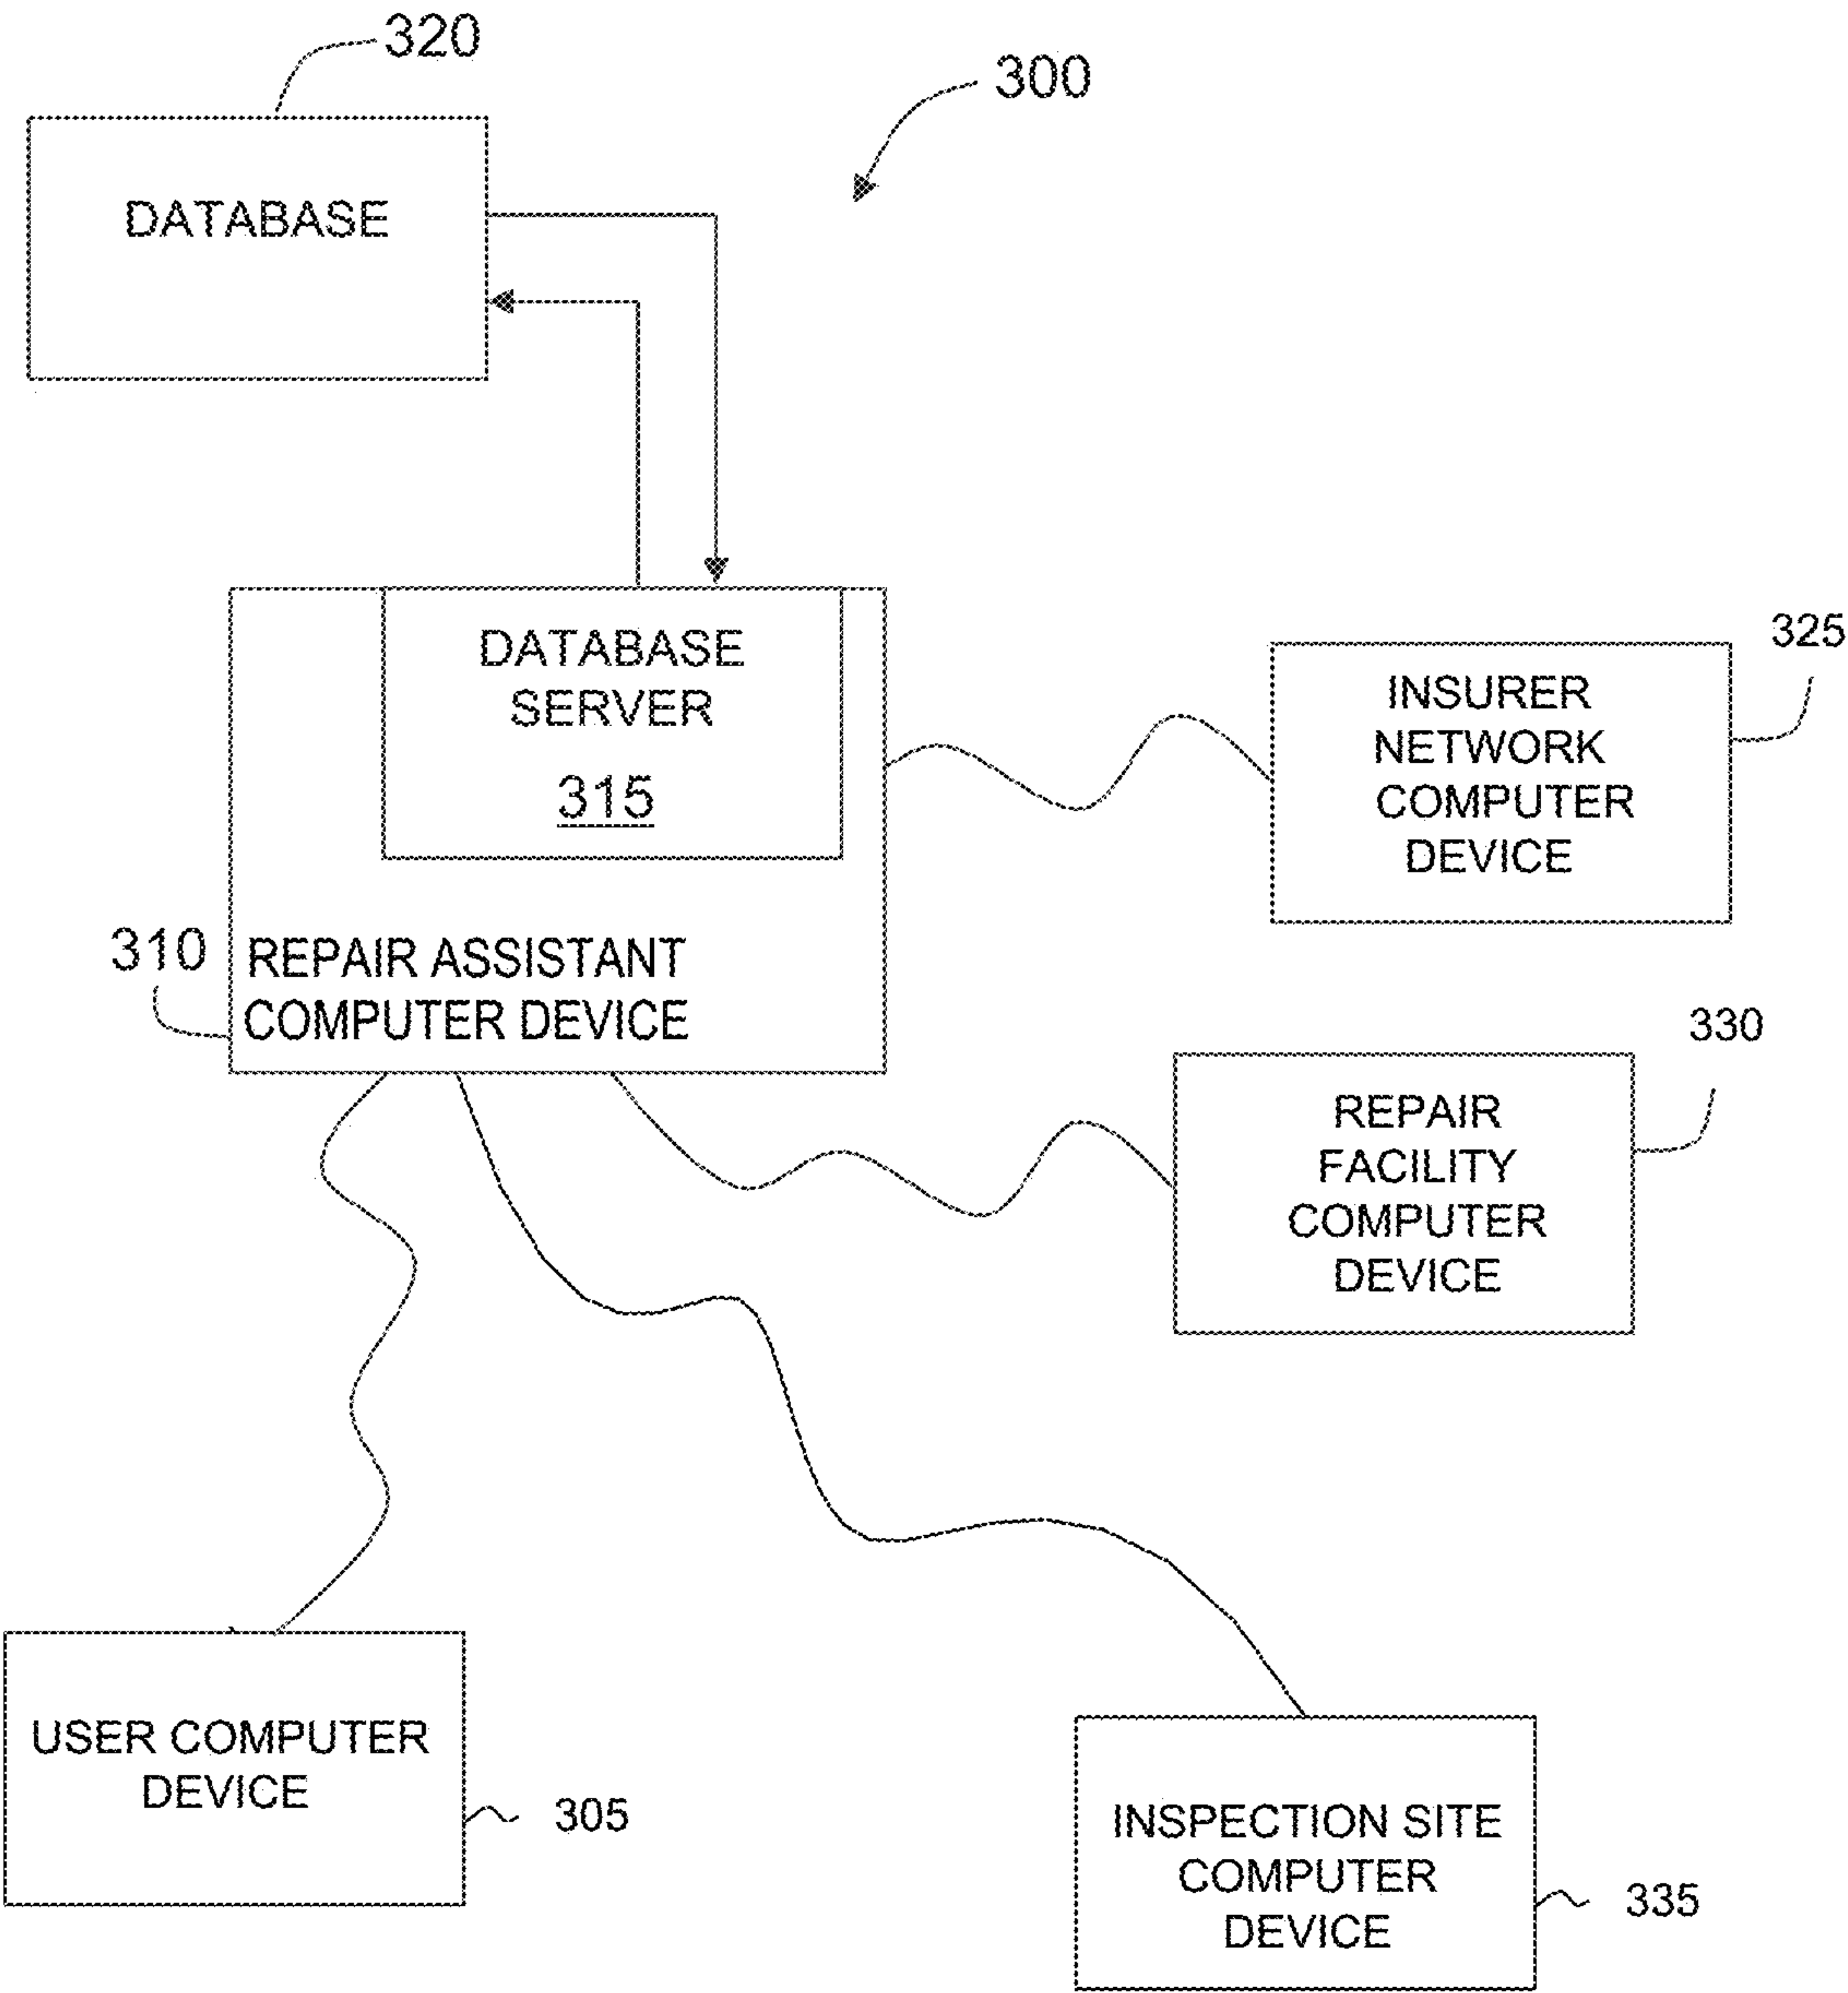 320
300
DATABASE
DATABASE
SERVER
315
325
INSURER
NETWORK
COMPUTER
DEVICE
310
REPAIR ASSISTANT
COMPUTER DEVICE
330
REPAIR
FACILITY
COMPUTER
DEVICE
USER COMPUTER
DEVICE
305
INSPECTION SITE
COMPUTER
DEVICE
335